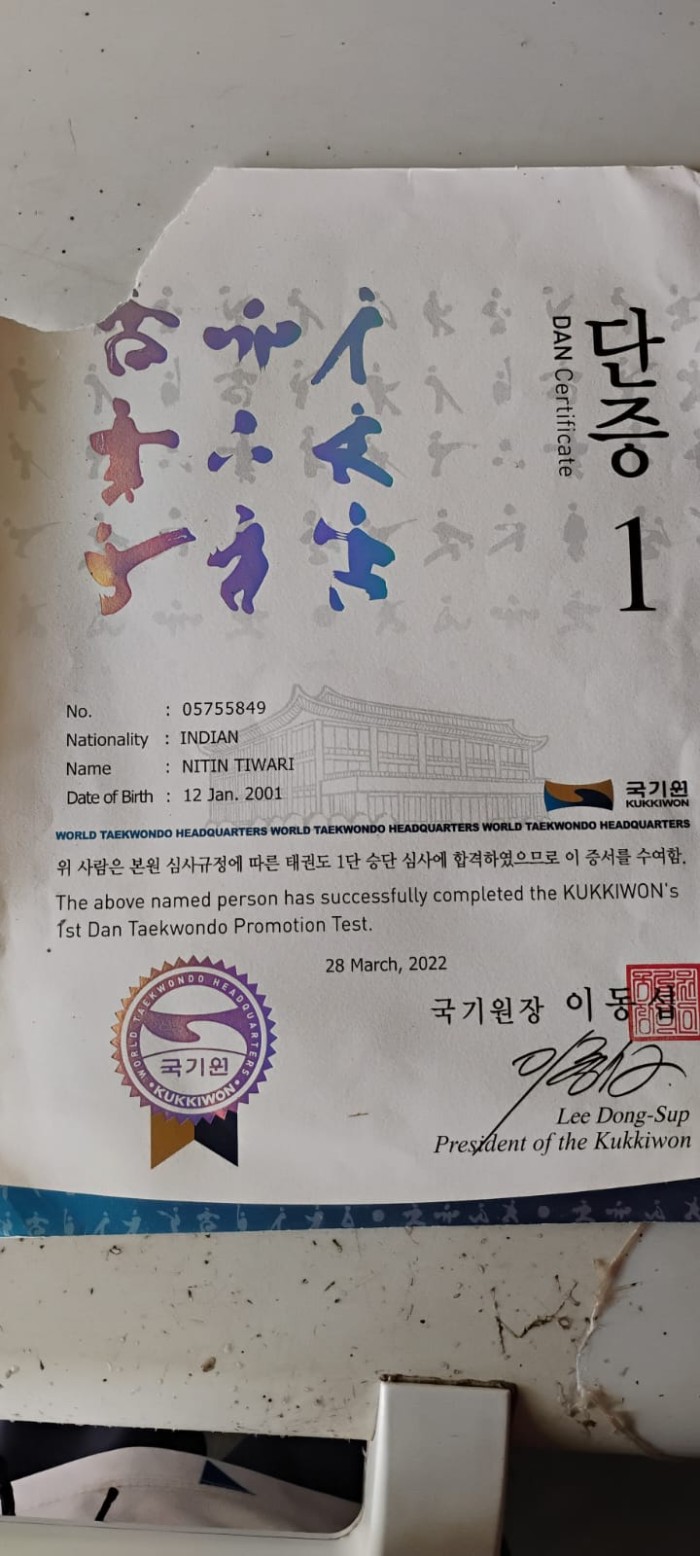 단증
DAN Certificate
1
No. : 05755849
Nationality : INDIAN
Name : NITIN TIWARI
Date of Birth : 12 Jan. 2001
국기원
KUKKIWON
WORLD TAEKWONDO HEADQUARTERS WORLD TAEKWONDO HEADQUARTERS WORLD TAEKWONDO HEADQUARTERS
위 사람은 본원 심사규정에 따른 태권도 1단 승단 심사에 합격하였으므로 이 증서를 수여함.
The above named person has successfully completed the KUKKIWON's
1st Dan Taekwondo Promotion Test.
28 March, 2022
WORLD TAEKWONDO HEADQUARTERS
국기원
• KUKKIWON •
국기원장 이동섭
Lee Dong-Sup
President of the Kukkiwon